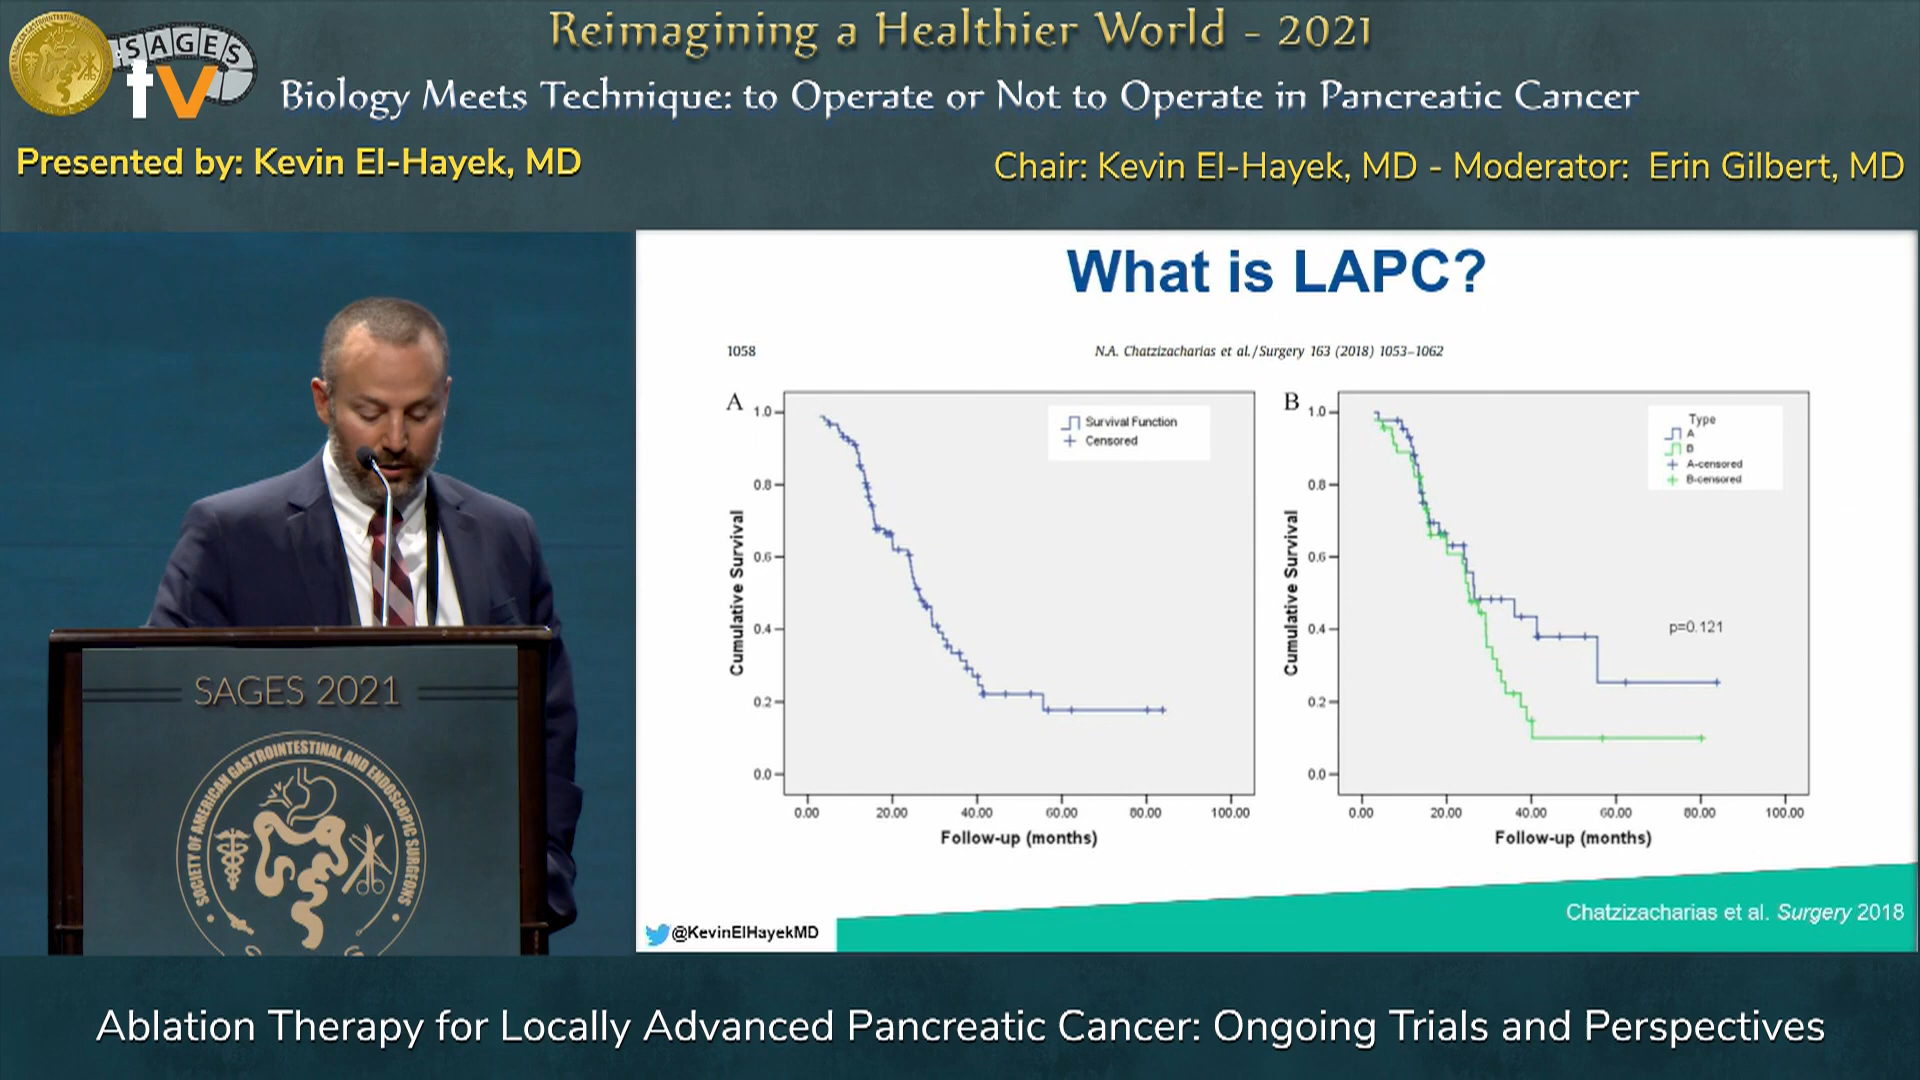 Reimagining a Healthier World - 2021
SAGES
tv
Biology Meets Technique: to Operate or Not to Operate in Pancreatic Cancer
Presented by: Kevin El-Hayek, MD
Chair: Kevin El-Hayek, MD - Moderator: Erin Gilbert, MD
SAGES 2021
SOCIETY OF AMERICAN GASTROINTESTINAL AND ENDOSCOPIC SURGEONS
What is LAPC?
1058
N.A. Chatzizacharias et al. / Surgery 163 (2018) 1053–1062
A
Survival Function
Censored
Cumulative Survival
1.0
0.8
0.6
0.4
0.2
0.0
0.00 20.00 40.00 60.00 80.00 100.00
Follow-up (months)
B
Type
A
B
A-censored
B-censored
p=0.121
Cumulative Survival
1.0
0.8
0.6
0.4
0.2
0.0
0.00 20.00 40.00 60.00 80.00 100.00
Follow-up (months)
@KevinElHayekMD
Chatzizacharias et al. Surgery 2018
Ablation Therapy for Locally Advanced Pancreatic Cancer: Ongoing Trials and Perspectives